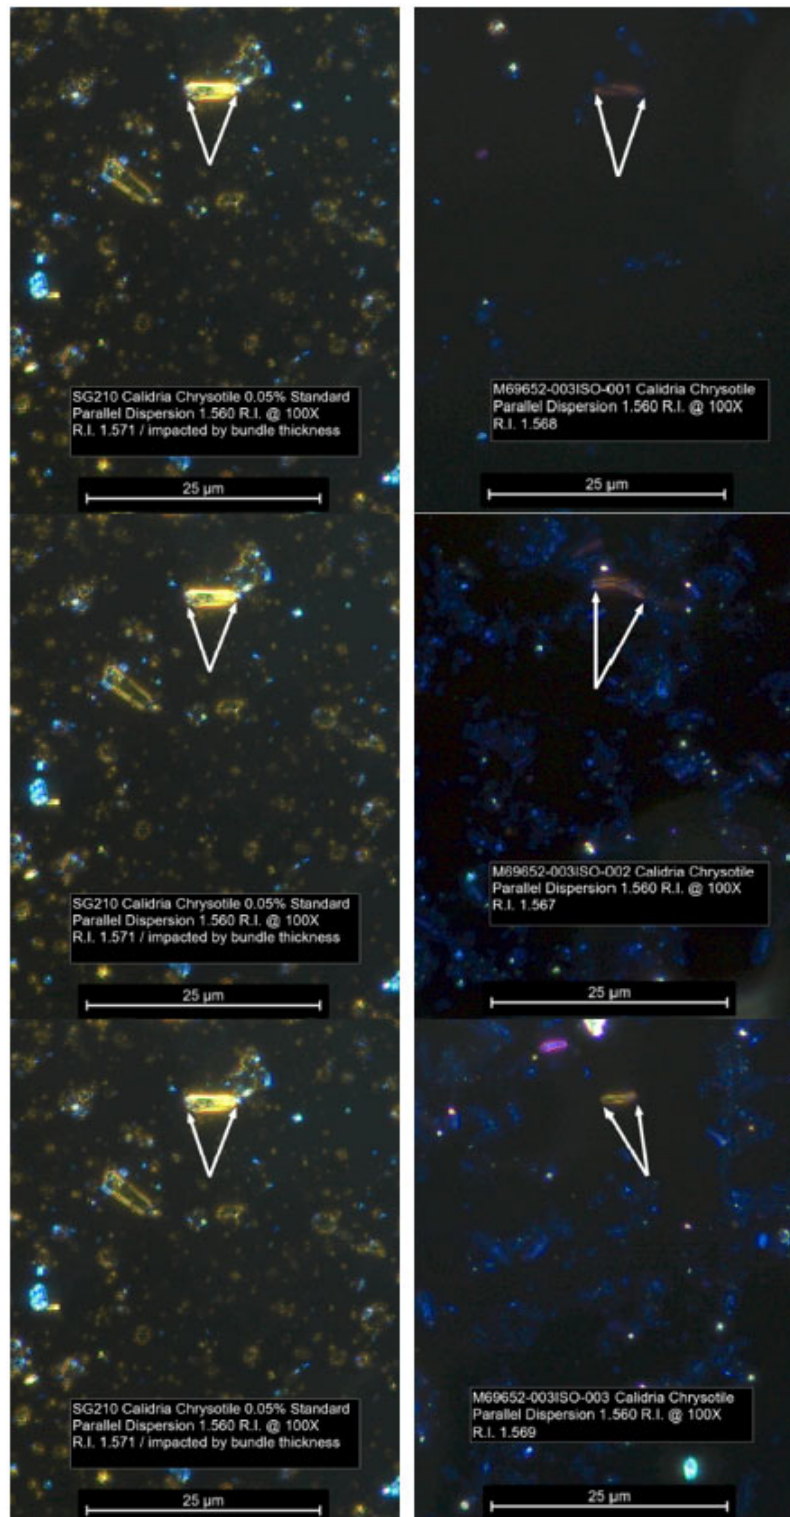 SG210 Calidria Chrysotile 0.05% Standard
Parallel Dispersion 1.560 R.I. @ 100X
R.I. 1.571 / impacted by bundle thickness
25 µm
M69652-003ISO-001 Calidria Chrysotile
Parallel Dispersion 1.560 R.I. @ 100X
R.I. 1.568
25 µm
SG210 Calidria Chrysotile 0.05% Standard
Parallel Dispersion 1.560 R.I. @ 100X
R.I. 1.571 / impacted by bundle thickness
25 µm
M69652-003ISO-002 Calidria Chrysotile
Parallel Dispersion 1.560 R.I. @ 100X
R.I. 1.567
25 µm
SG210 Calidria Chrysotile 0.05% Standard
Parallel Dispersion 1.560 R.I. @ 100X
R.I. 1.571 / impacted by bundle thickness
25 µm
M69652-003ISO-003 Calidria Chrysotile
Parallel Dispersion 1.560 R.I. @ 100X
R.I. 1.569
25 µm